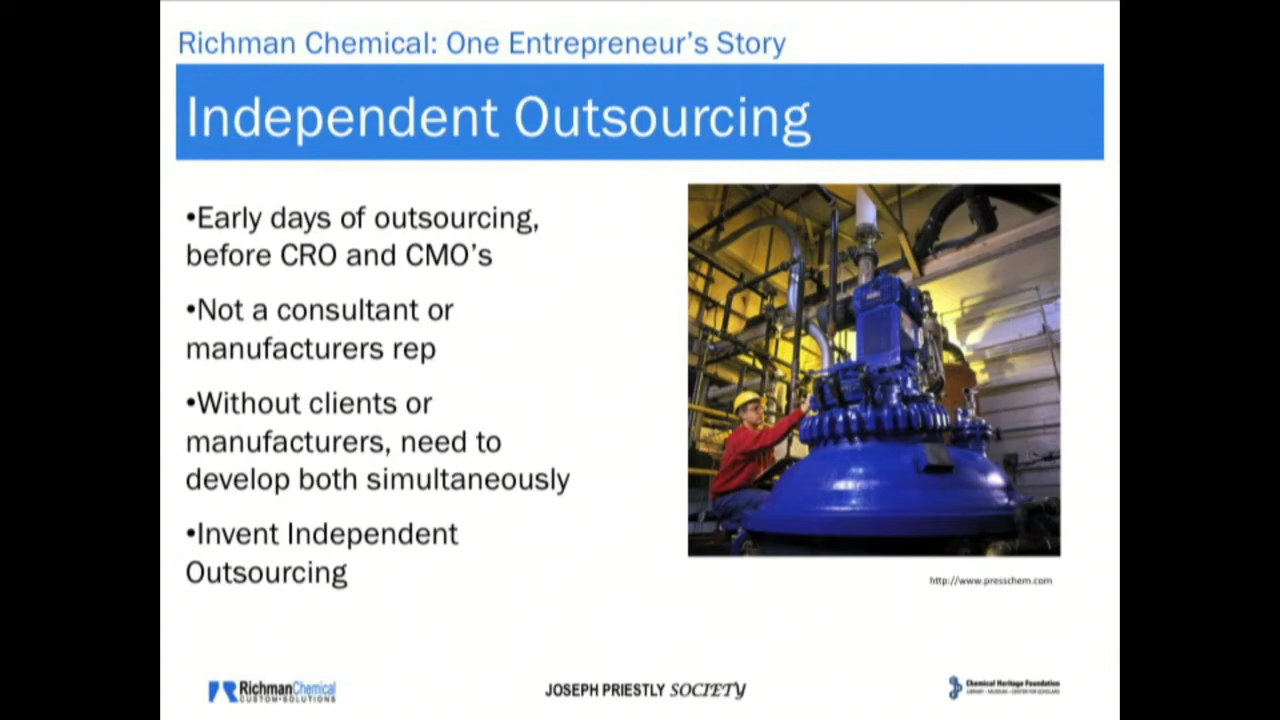 Richman Chemical: One Entrepreneur's Story
Independent Outsourcing
•Early days of outsourcing,
before CRO and CMO's
•Not a consultant or
manufacturers rep
•Without clients or
manufacturers, need to
develop both simultaneously
•Invent Independent
Outsourcing
http://www.presschem.com
RichmanChemical
CUSTOM•SOLUTIONS
JOSEPH PRIESTLY SOCIETY
Chemical Heritage Foundation
LIBRARY • MUSEUM • CENTER FOR SCHOLARS